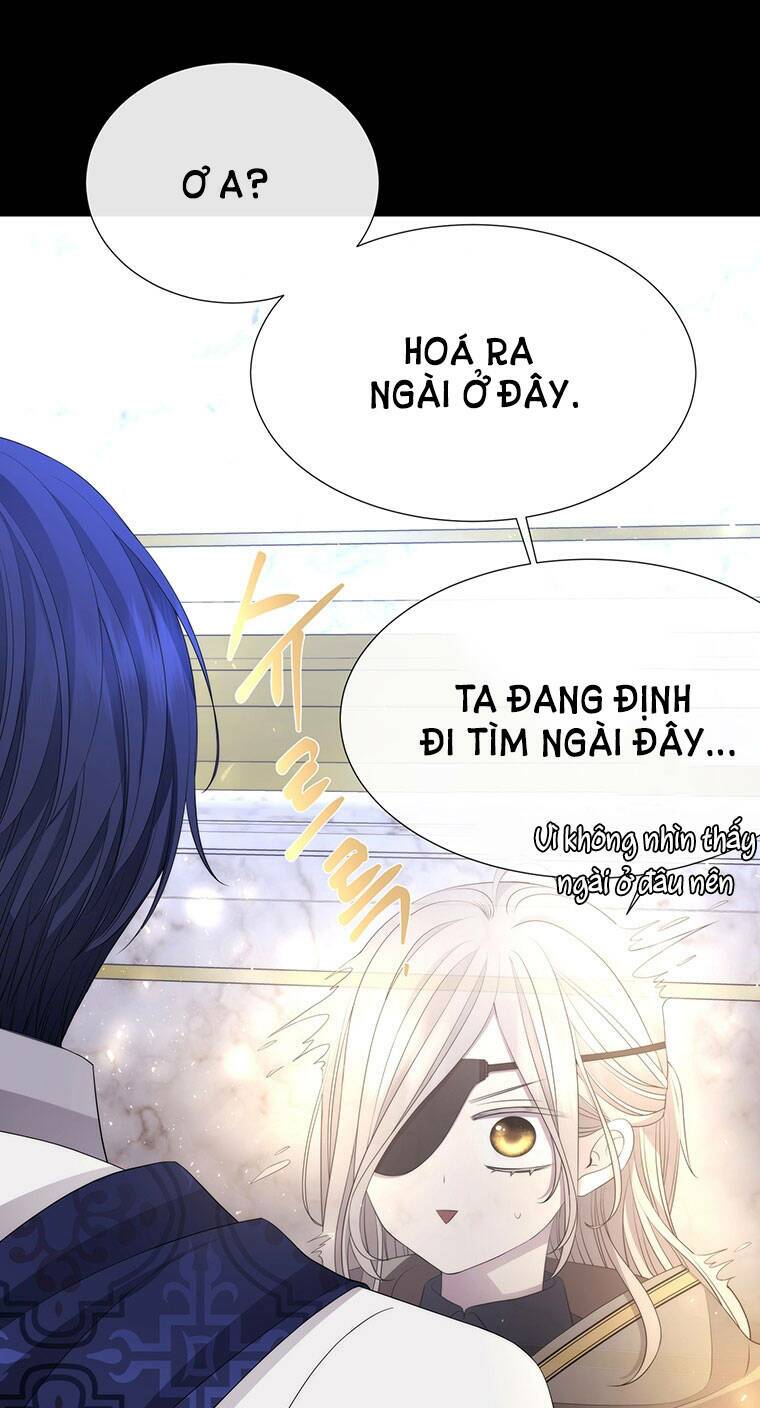 Ơ A?
HOÁ RA
NGÀI Ở ĐÂY.
TA ĐANG ĐỊNH
ĐI TÌM NGÀI ĐÂY...
Vì không nhìn thấy
ngài ở đâu nên